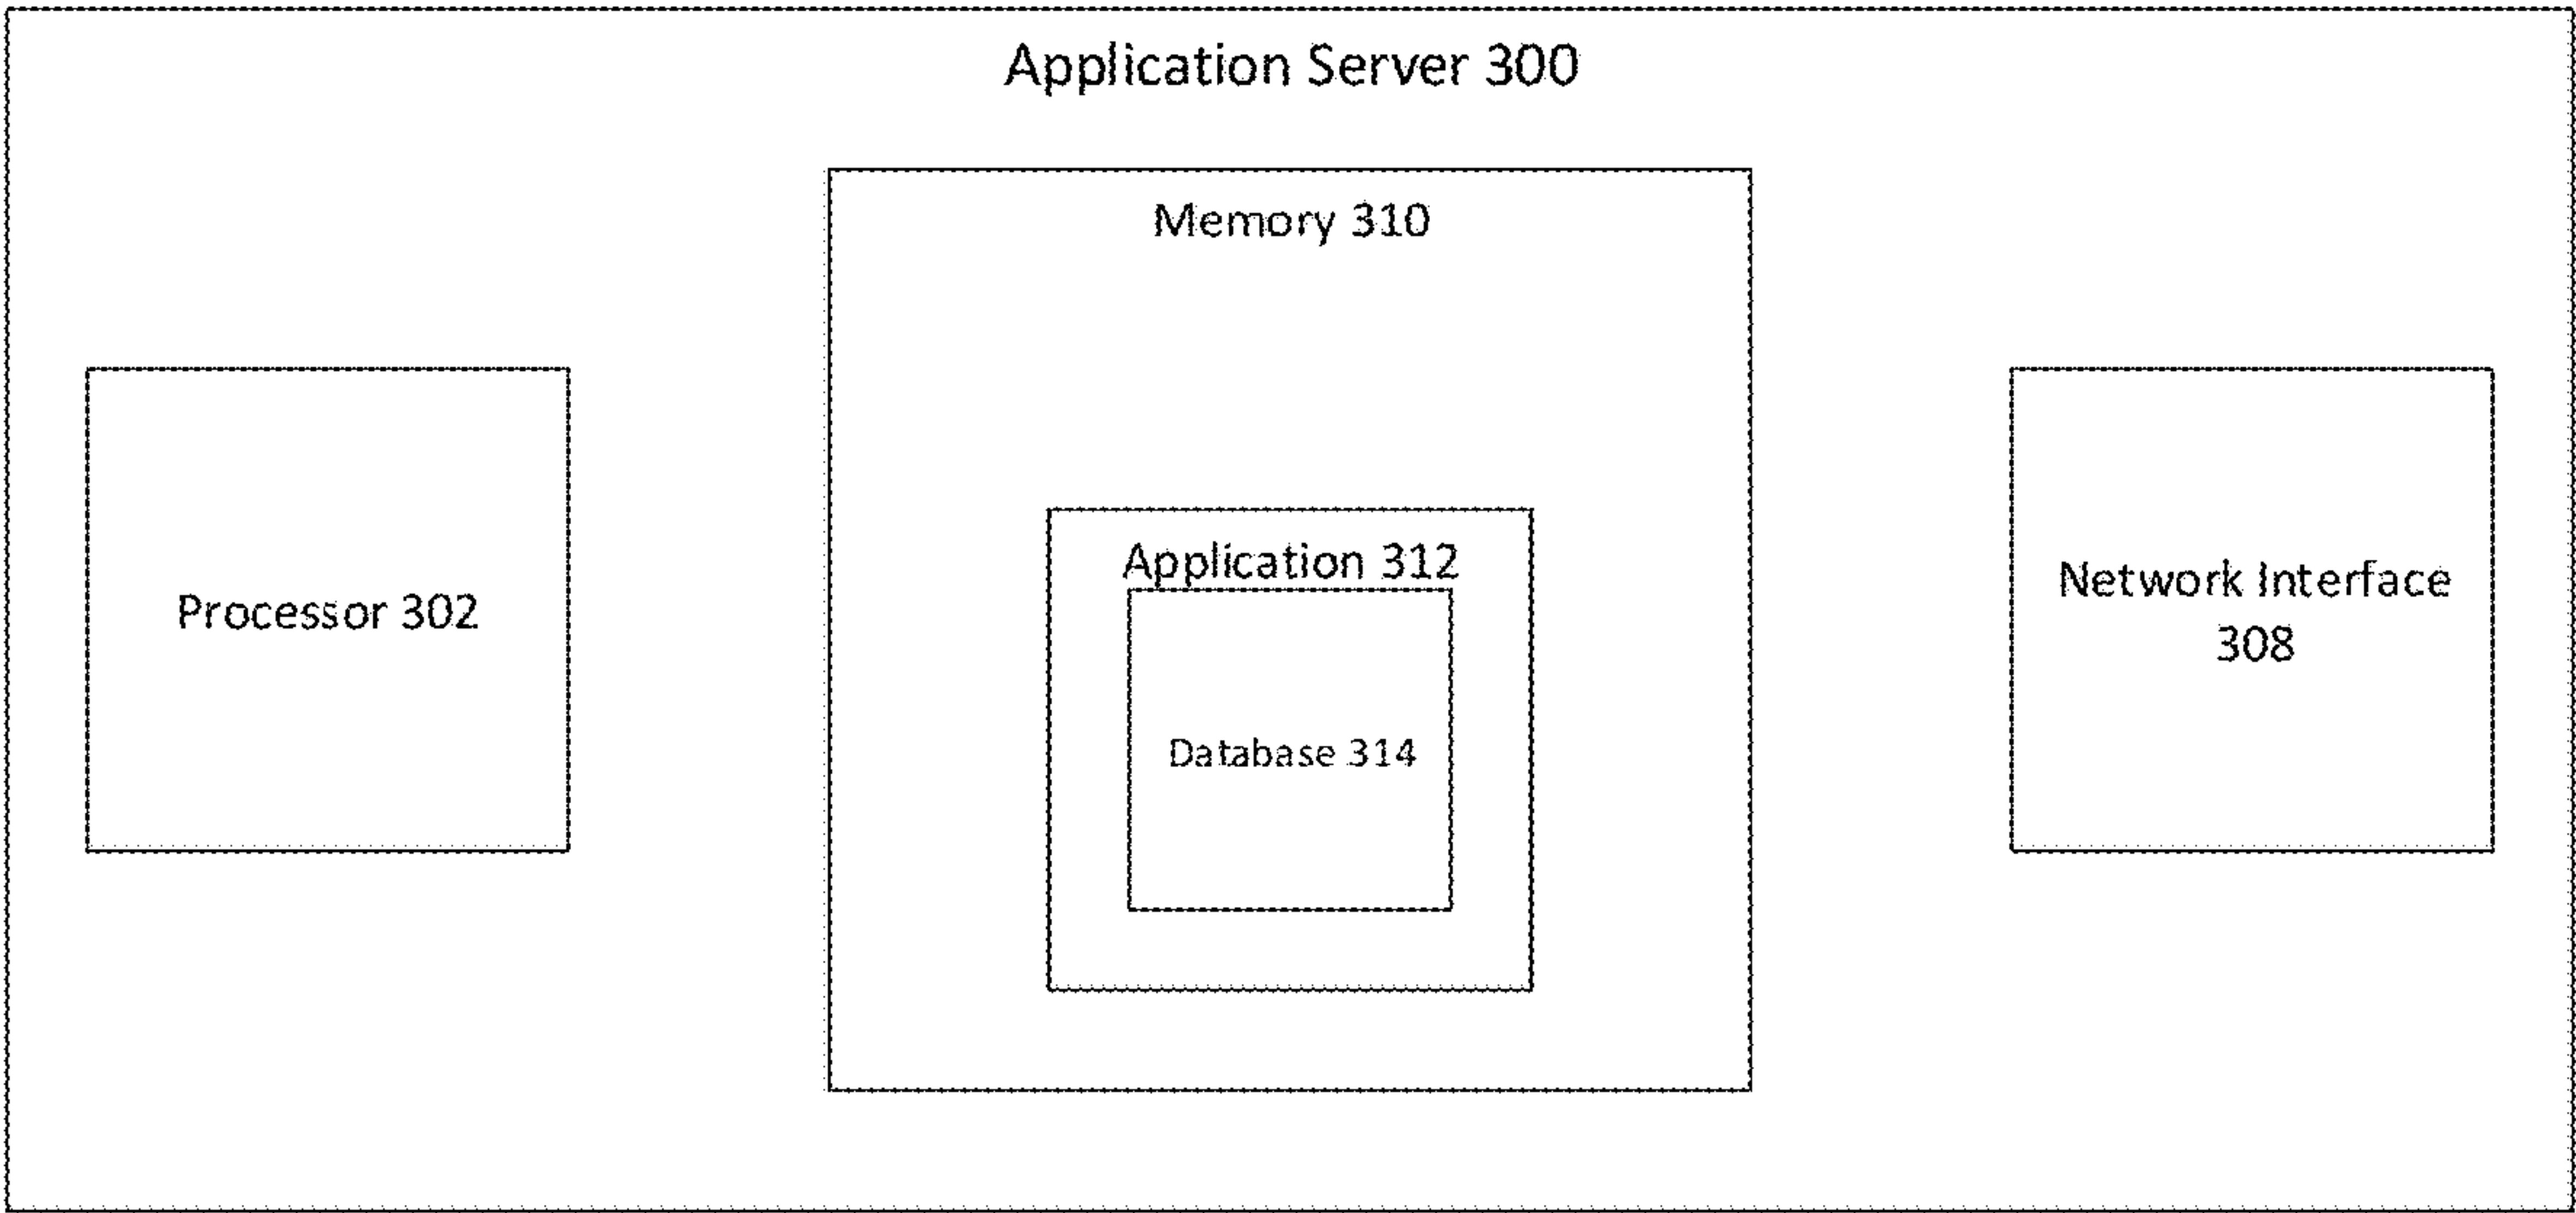 Application Server 300
Memory 310
Processor 302
Application 312
Database 314
Network Interface
308